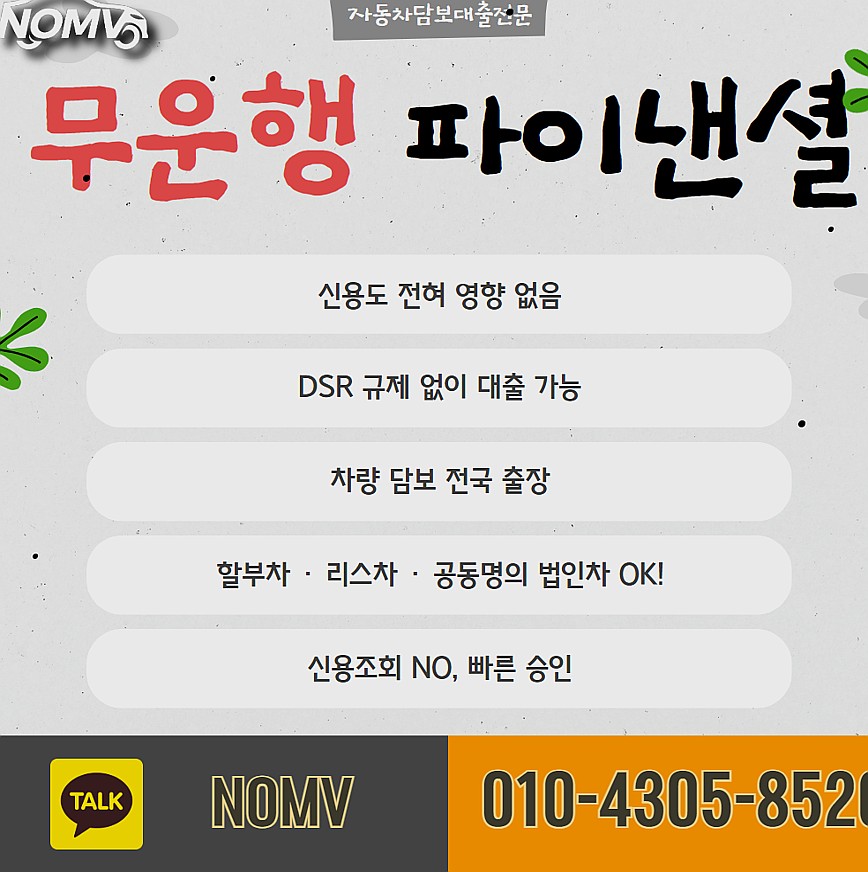 NOMV
자동차담보대출전문
무운행 파이낸셜
신용도 전혀 영향 없음
DSR 규제 없이 대출 가능
차량 담보 전국 출장
할부차 · 리스차 · 공동명의 법인차 OK!
신용조회 NO, 빠른 승인
TALK
NOMV
010-4305-8520